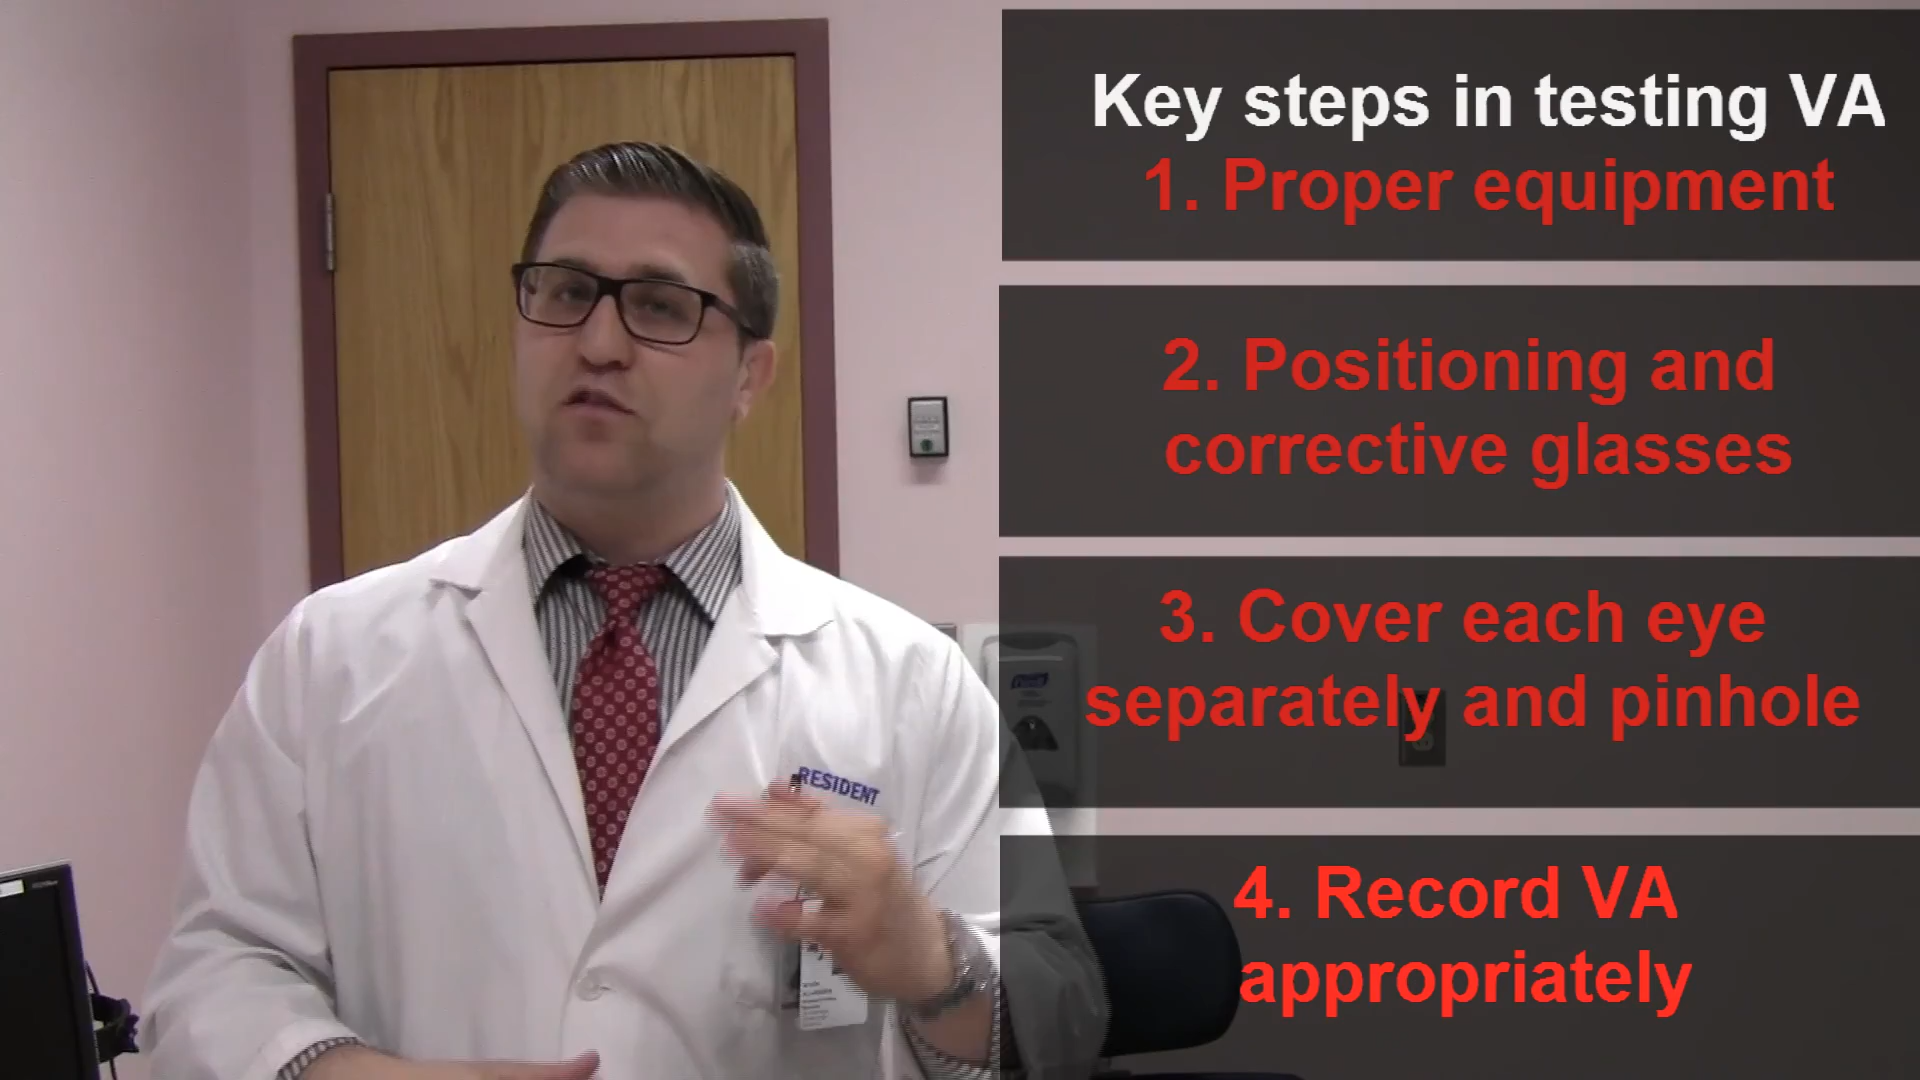 Key steps in testing VA
1. Proper equipment
2. Positioning and
corrective glasses
3. Cover each eye
separately and pinhole
4. Record VA
appropriately
RESIDENT